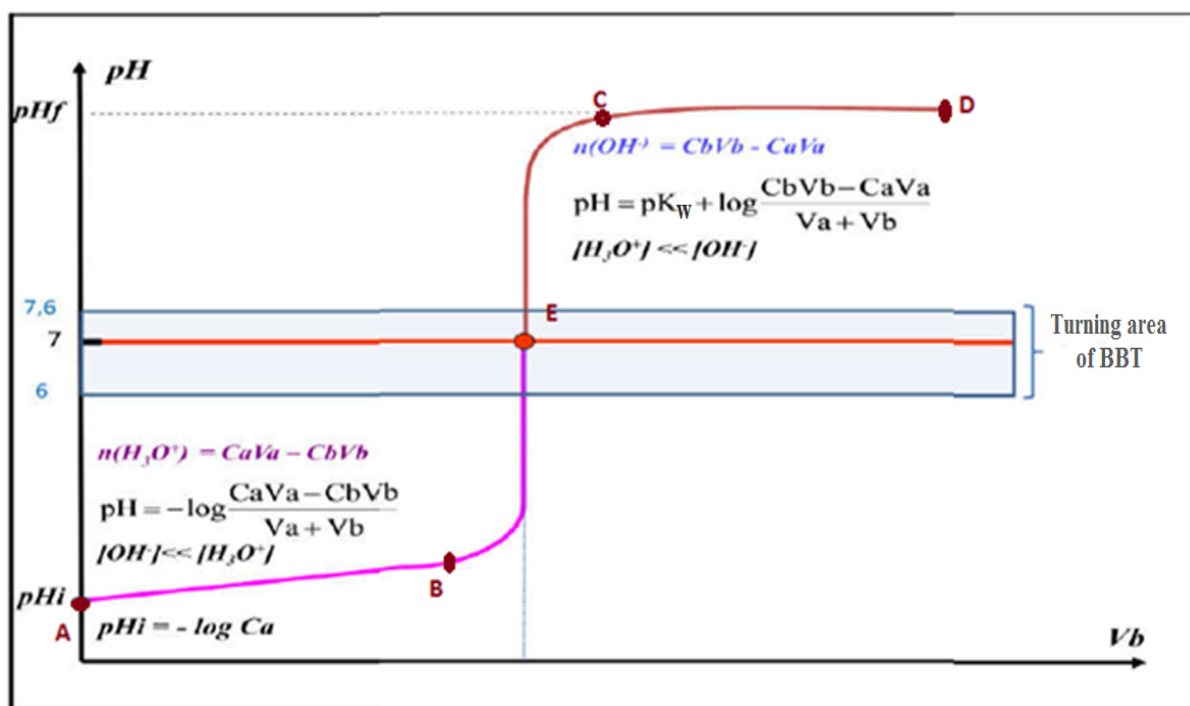 pH
pHf
C
D
n(OH-) = CbVb - CaVa
pH = pKW + log (CbVb - CaVa) / (Va + Vb)
[H3O+] << [OH-]
7,6
E
7
Turning area
of BBT
6
n(H3O+) = CaVa - CbVb
pH = -log (CaVa - CbVb) / (Va + Vb)
[OH-] << [H3O+]
B
pHi
A
pHi = - log Ca
Vb